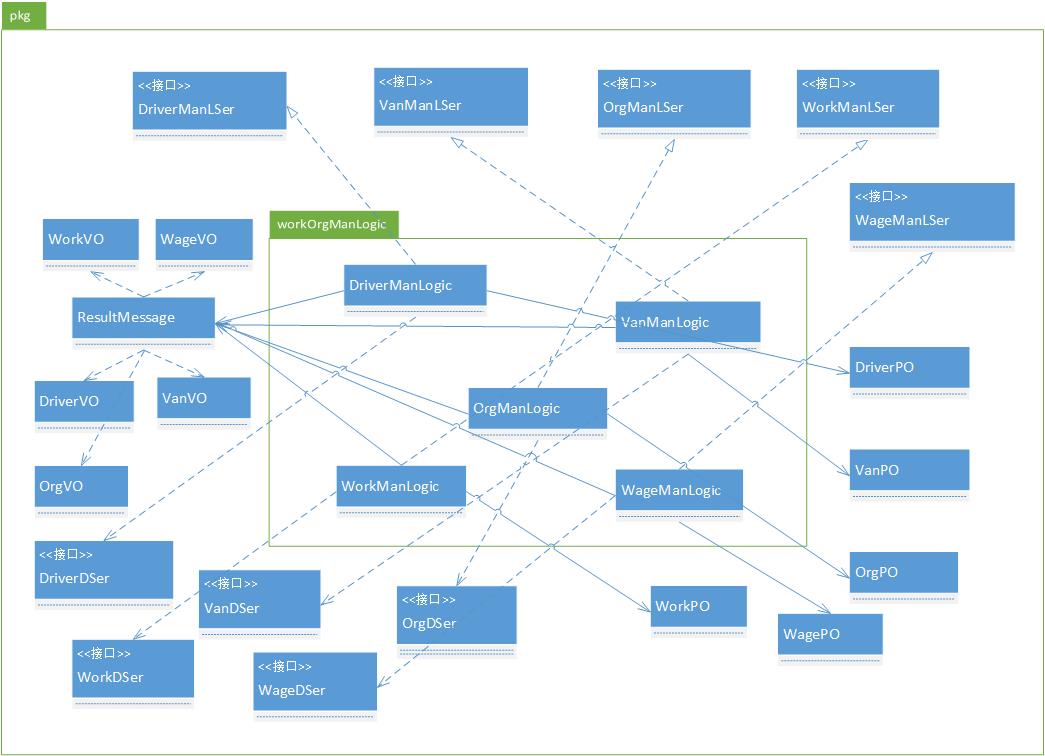 pkg
<<接口>>
DriverManLSer
<<接口>>
VanManLSer
<<接口>>
OrgManLSer
<<接口>>
WorkManLSer
<<接口>>
WageManLSer
WorkVO
WageVO
workOrgManLogic
DriverManLogic
ResultMessage
VanManLogic
DriverPO
DriverVO
VanVO
OrgManLogic
OrgVO
WorkManLogic
WageManLogic
VanPO
<<接口>>
DriverDSer
<<接口>>
VanDSer
<<接口>>
OrgDSer
OrgPO
WorkPO
WagePO
<<接口>>
WorkDSer
<<接口>>
WageDSer